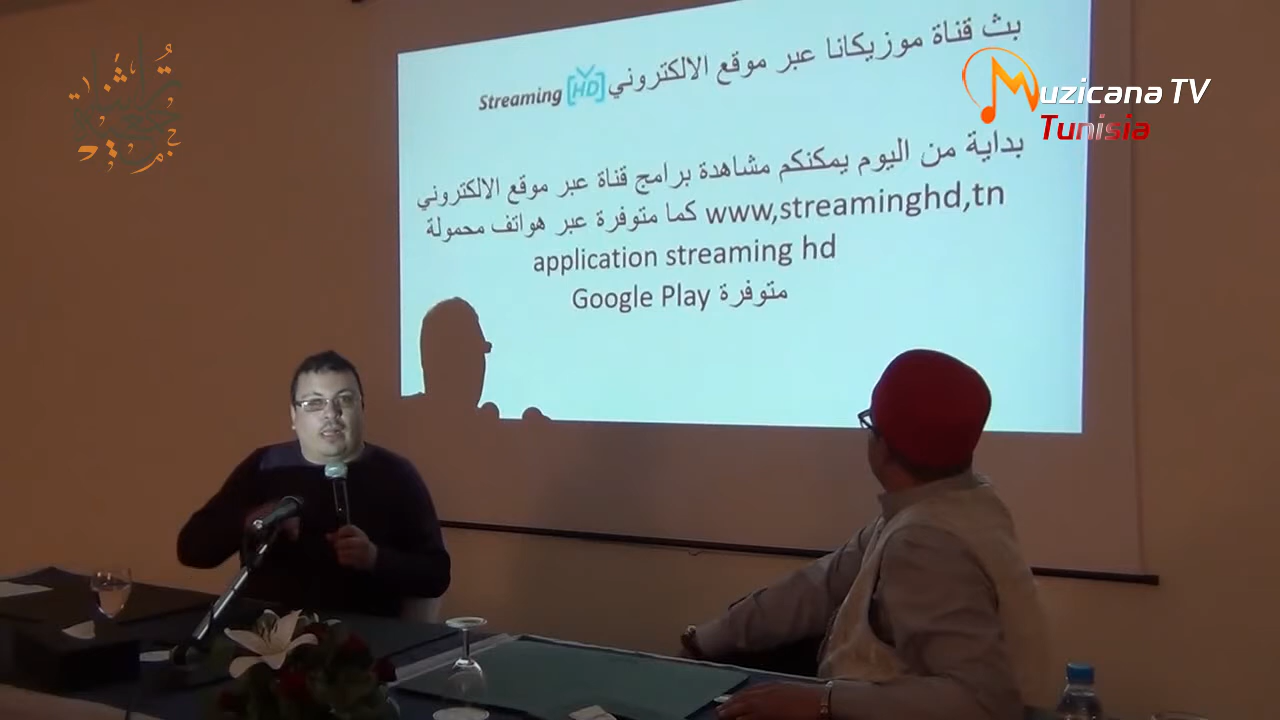 بث قناة موزيكانا عبر موقع الالكتروني Streaming HD
بداية من اليوم يمكنكم مشاهدة برامج قناة عبر موقع الالكتروني
www,streaminghd,tn كما متوفرة عبر هواتف محمولة
application streaming hd
متوفرة Google Play
Muzicana TV
Tunisia